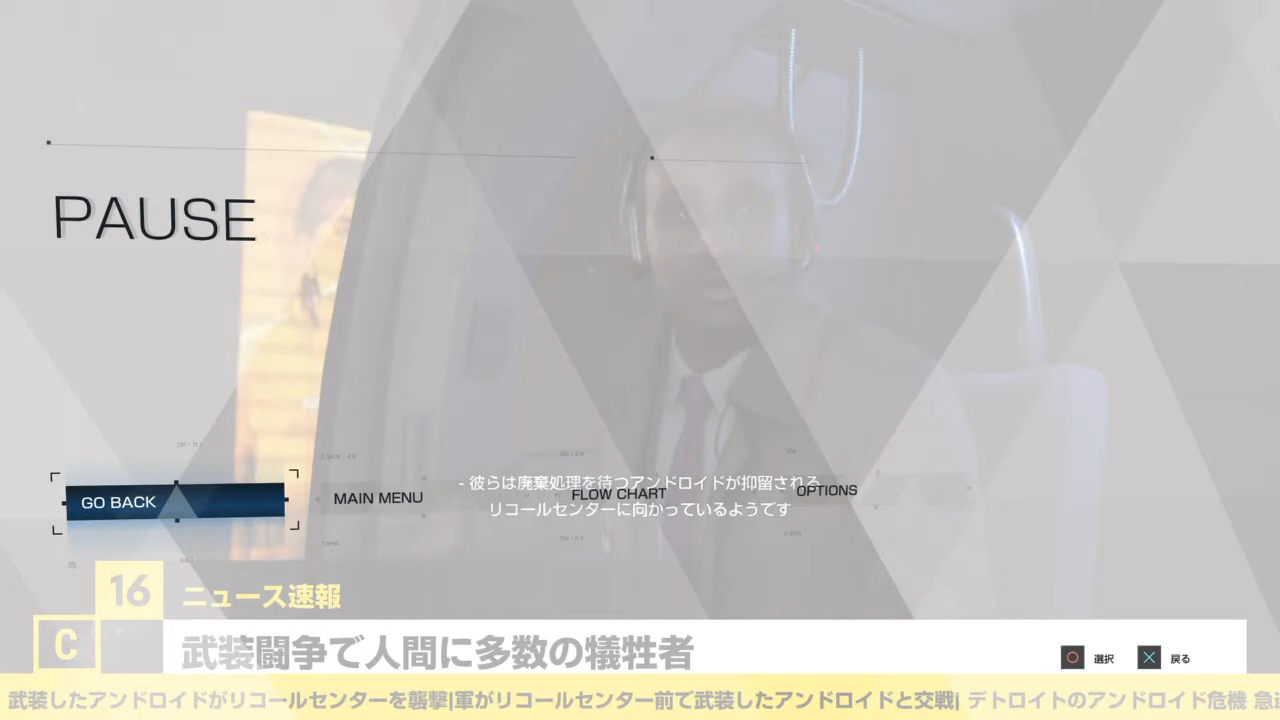 PAUSE
GO BACK
MAIN MENU
FLOW CHART
OPTIONS
- 彼らは廃棄処理を待つアンドロイドが抑留される
リコールセンターに向かっているようです
16
ニュース速報
C
武装闘争で人間に多数の犠牲者
選択
戻る
武装したアンドロイドがリコールセンターを襲撃|軍がリコールセンター前で武装したアンドロイドと交戦| デトロイトのアンドロイド危機 急